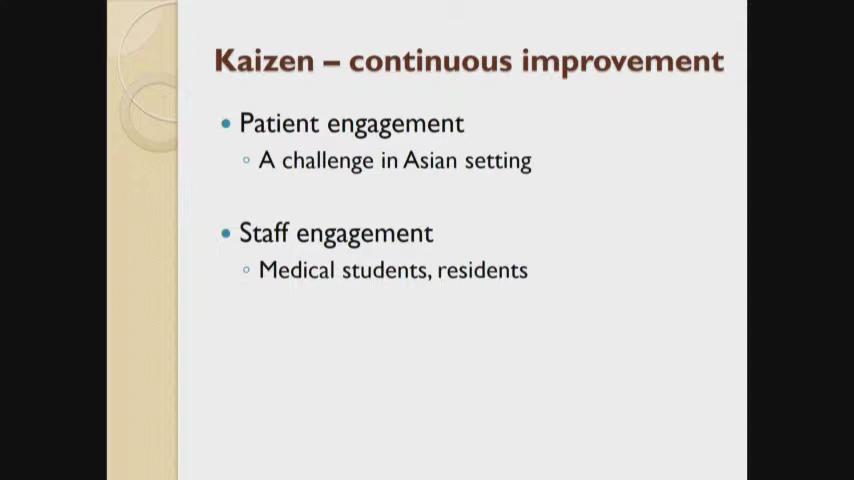 Kaizen – continuous improvement
• Patient engagement
◦ A challenge in Asian setting
• Staff engagement
◦ Medical students, residents